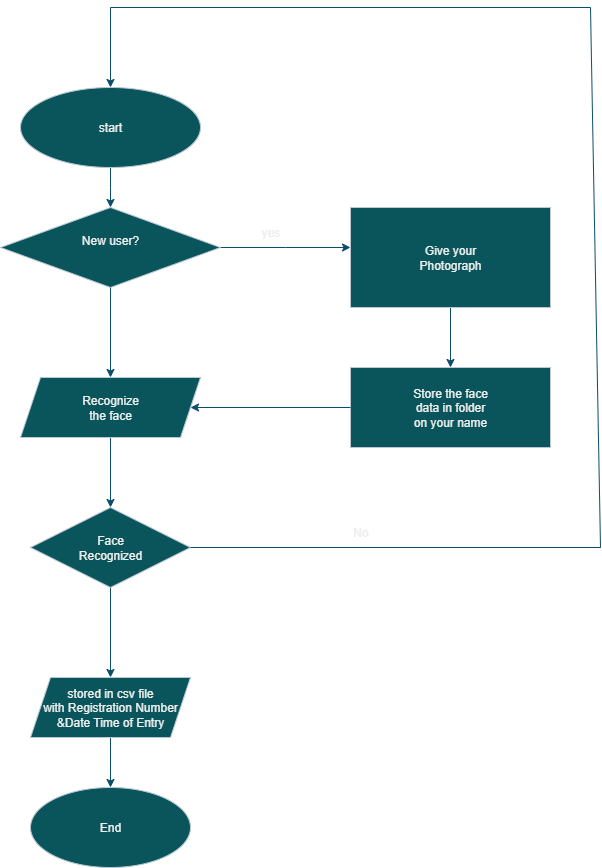 start
New user?
yes
Give your
Photograph
Recognize
the face
Store the face
data in folder
on your name
Face
Recognized
No
stored in csv file
with Registration Number
&Date Time of Entry
End